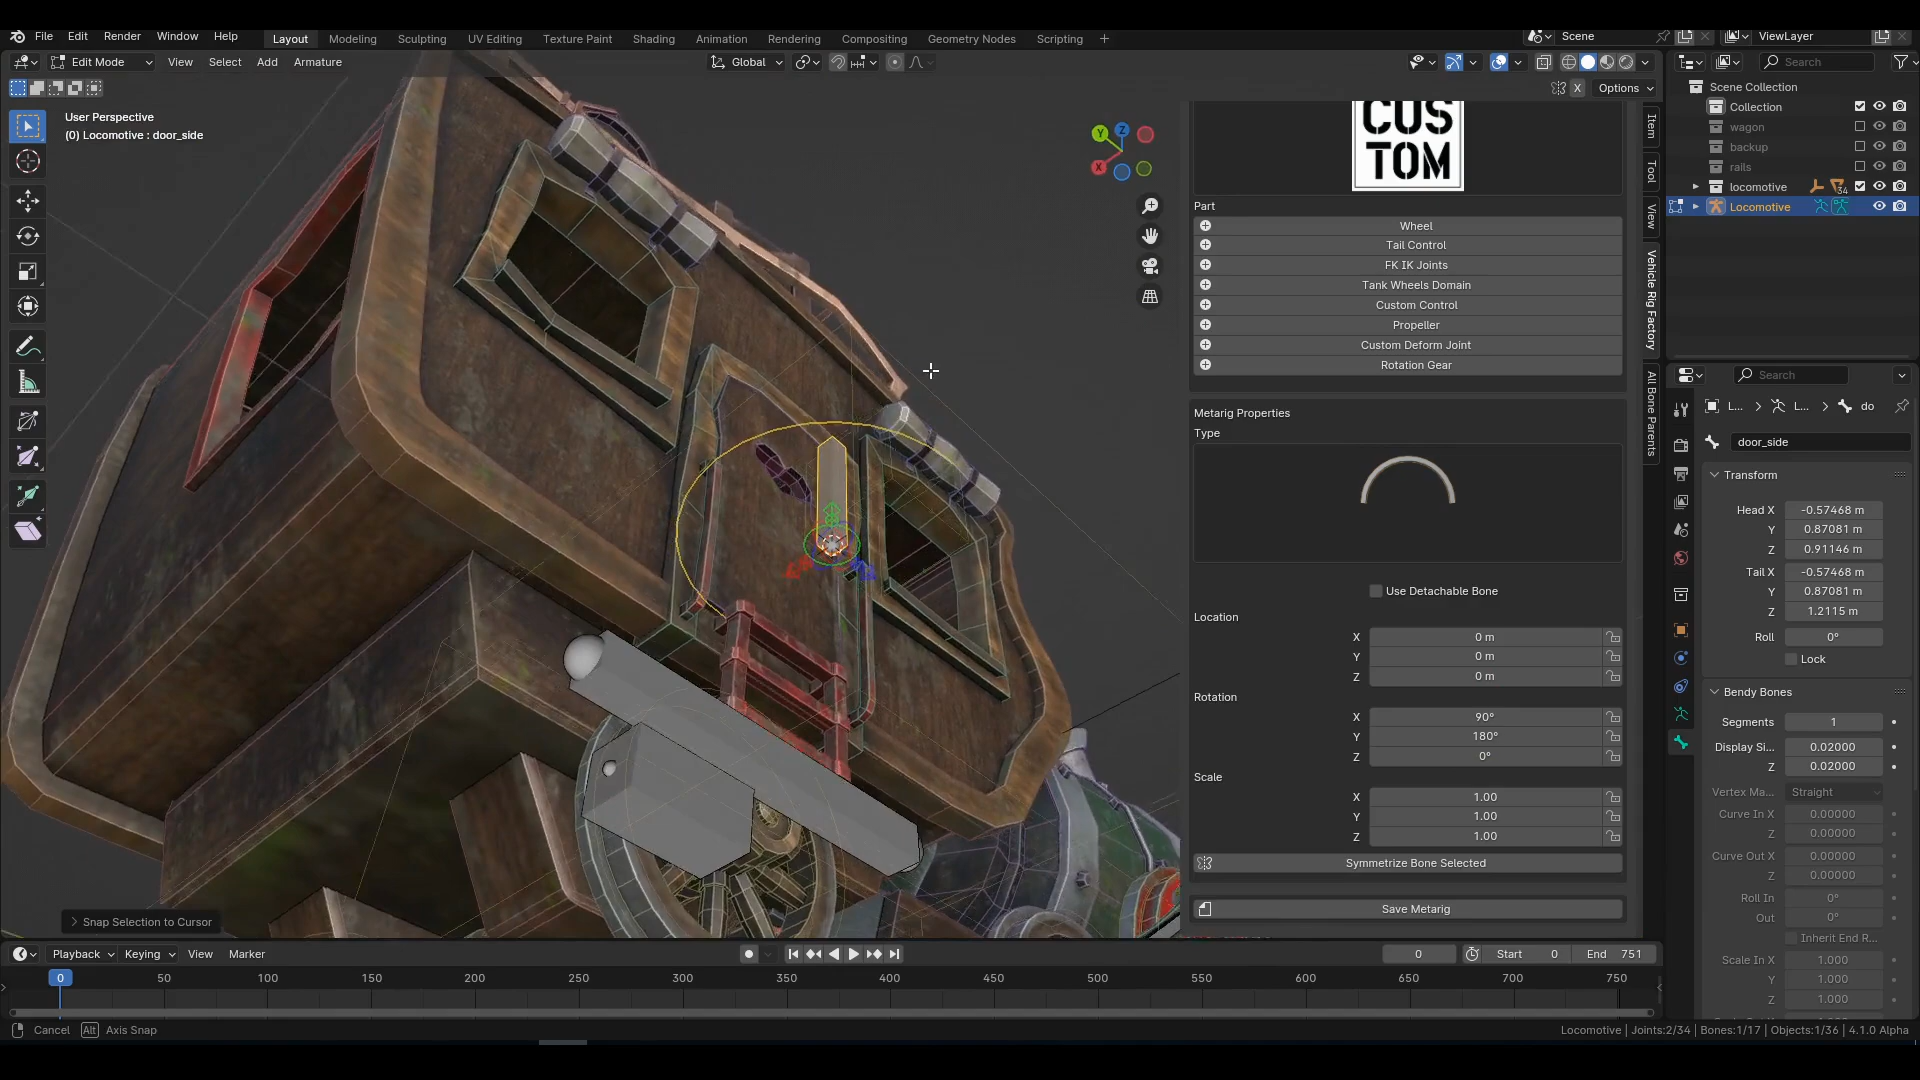 File Edit Render Window Help
Layout Modeling Sculpting UV Editing Texture Paint Shading Animation Rendering Compositing Geometry Nodes Scripting +
Scene ViewLayer
Edit Mode View Select Add Armature
Global
Search
X Options
User Perspective
(0) Locomotive : door_side
Y Z X
Scene Collection
Collection
wagon
backup
rails
locomotive 34
Locomotive
CUS
TOM
Item
Tool
View
Vehicle Rig Factory
All Bone Parents
Part
Wheel
Tail Control
FK IK Joints
Tank Wheels Domain
Custom Control
Propeller
Custom Deform Joint
Rotation Gear
Metarig Properties
Type
Use Detachable Bone
Location
X 0 m
Y 0 m
Z 0 m
Rotation
X 90°
Y 180°
Z 0°
Scale
X 1.00
Y 1.00
Z 1.00
Symmetrize Bone Selected
Save Metarig
Search
L... L... do
door_side
Transform
Head X -0.57468 m
Y 0.87081 m
Z 0.91146 m
Tail X -0.57468 m
Y 0.87081 m
Z 1.2115 m
Roll 0°
Lock
Bendy Bones
Segments 1
Display Si... 0.02000
Z 0.02000
Vertex Ma... Straight
Curve In X 0.00000
Z 0.00000
Curve Out X 0.00000
Z 0.00000
Roll In 0°
Out 0°
Inherit End R...
Scale In X 1.000
Y 1.000
Z 1.000
Snap Selection to Cursor
Playback Keying View Marker
0 Start 0 End 751
0 50 100 150 200 250 300 350 400 450 500 550 600 650 700 750
Cancel Alt Axis Snap
Locomotive | Joints:2/34 | Bones:1/17 | Objects:1/36 | 4.1.0 Alpha